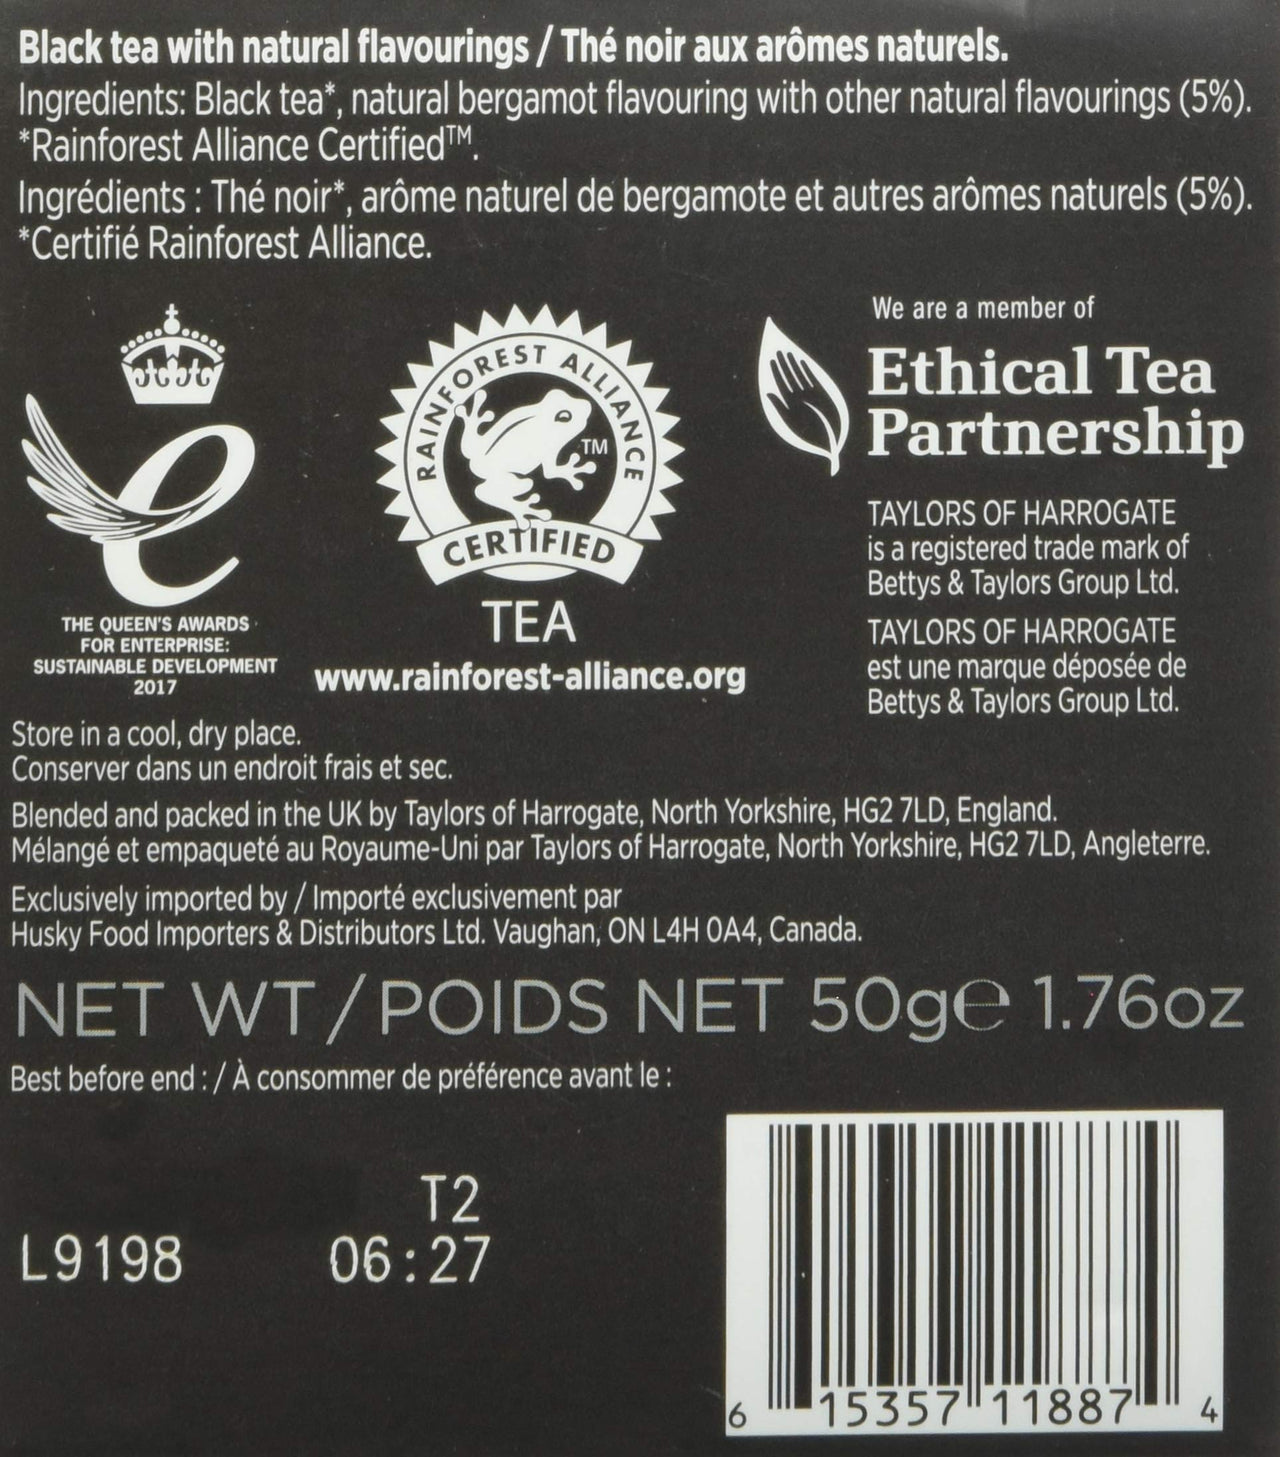 Black tea with natural flavourings / Thé noir aux arômes naturels.
Ingredients: Black tea*, natural bergamot flavouring with other natural flavourings (5%).
*Rainforest Alliance Certified™.
Ingrédients : Thé noir*, arôme naturel de bergamote et autres arômes naturels (5%).
*Certifié Rainforest Alliance.
THE QUEEN'S AWARDS
FOR ENTERPRISE:
SUSTAINABLE DEVELOPMENT
2017
RAINFOREST ALLIANCE
TM
CERTIFIED
TEA
www.rainforest-alliance.org
We are a member of
Ethical Tea
Partnership
TAYLORS OF HARROGATE
is a registered trade mark of
Bettys & Taylors Group Ltd.
TAYLORS OF HARROGATE
est une marque déposée de
Bettys & Taylors Group Ltd.
Store in a cool, dry place.
Conserver dans un endroit frais et sec.
Blended and packed in the UK by Taylors of Harrogate, North Yorkshire, HG2 7LD, England.
Mélangé et empaqueté au Royaume-Uni par Taylors of Harrogate, North Yorkshire, HG2 7LD, Angleterre.
Exclusively imported by / Importé exclusivement par
Husky Food Importers & Distributors Ltd. Vaughan, ON L4H 0A4, Canada.
NET WT / POIDS NET 50g℮ 1.76oz
Best before end : / À consommer de préférence avant le :
T2
L9198 06:27
6 15357 11887 4